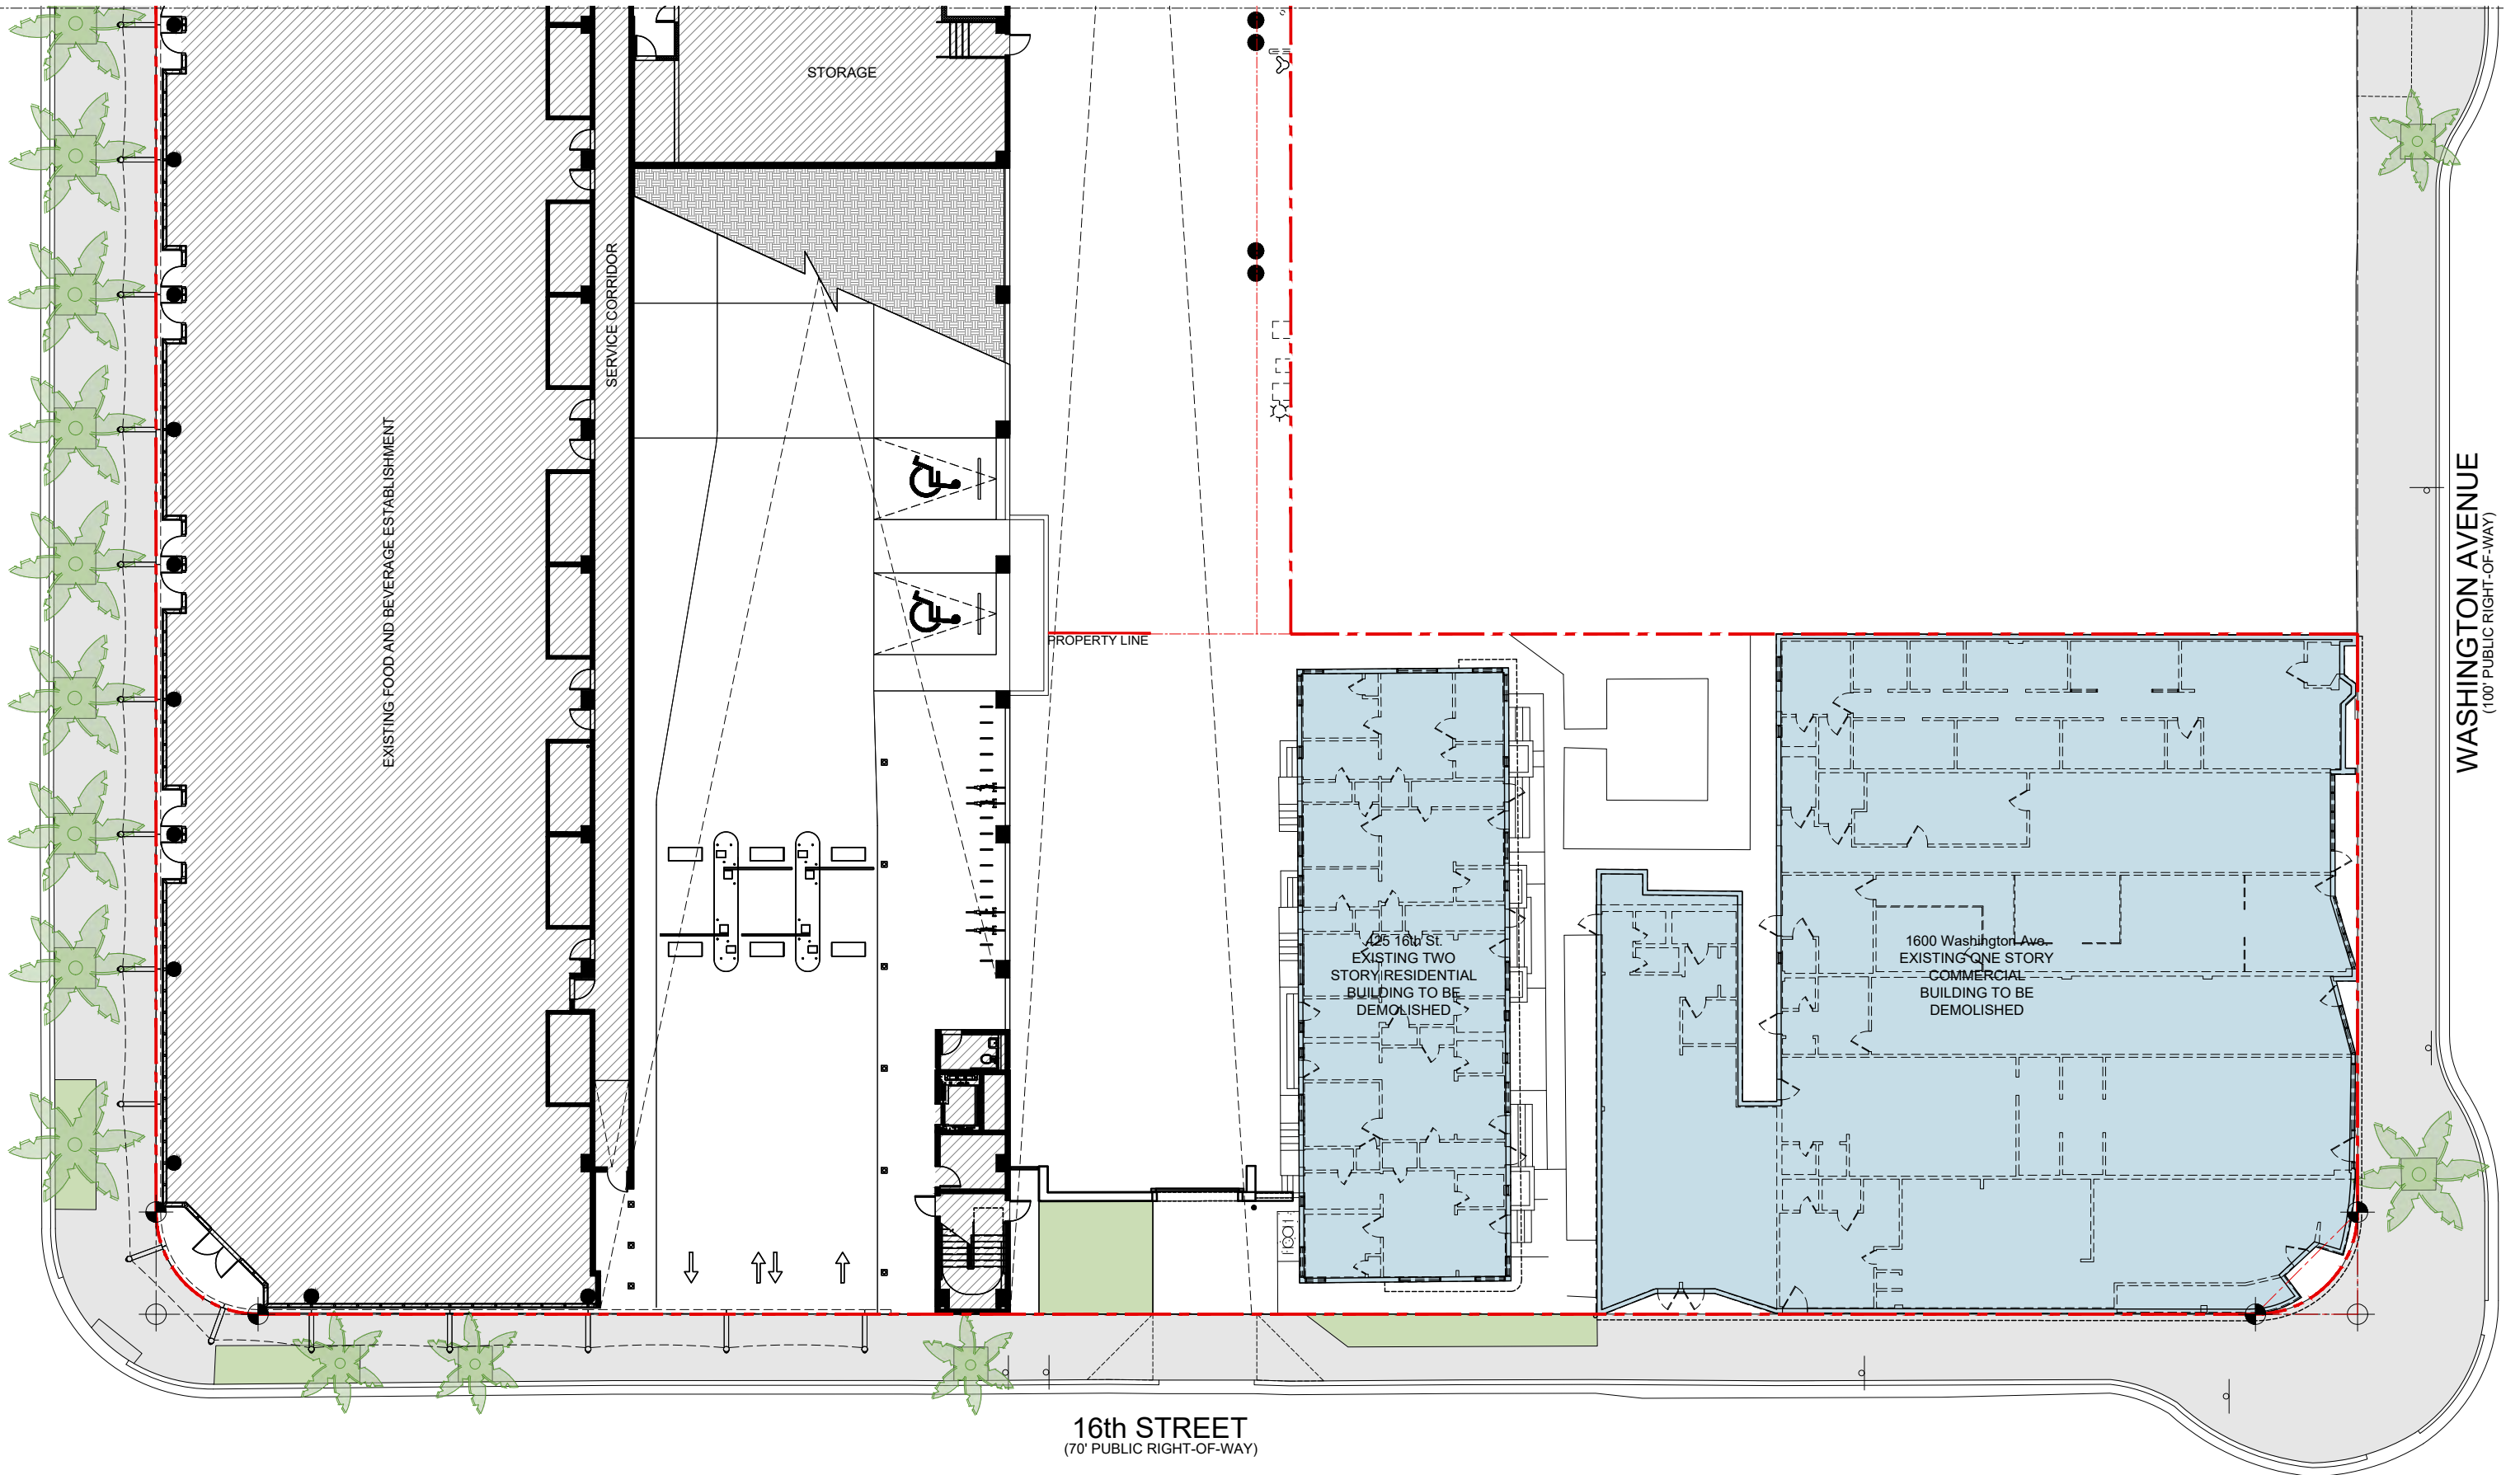 STORAGE
SERVICE CORRIDOR
EXISTING FOOD AND BEVERAGE ESTABLISHMENT
PROPERTY LINE
425 16th St.
EXISTING TWO
STORY RESIDENTIAL
BUILDING TO BE
DEMOLISHED
1600 Washington Ave.
EXISTING ONE STORY
COMMERCIAL
BUILDING TO BE
DEMOLISHED
WASHINGTON AVENUE
(100' PUBLIC RIGHT-OF-WAY)
16th STREET
(70' PUBLIC RIGHT-OF-WAY)